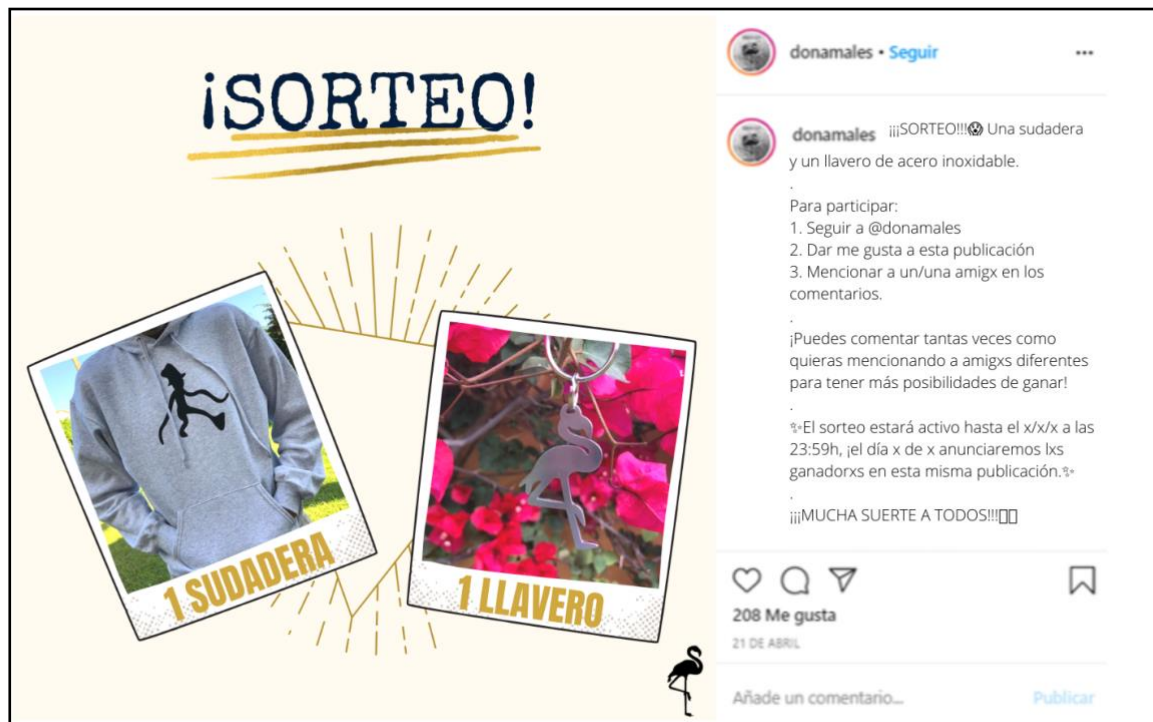 ¡SORTEO!
1 SUDADERA
1 LLAVERO
donamales • Seguir
donamales ¡¡¡SORTEO!!!😱 Una sudadera
y un llavero de acero inoxidable.
.
Para participar:
1. Seguir a @donamales
2. Dar me gusta a esta publicación
3. Mencionar a un/una amigx en los
comentarios.
.
¡Puedes comentar tantas veces como
quieras mencionando a amigxs diferentes
para tener más posibilidades de ganar!
.
✨El sorteo estará activo hasta el x/x/x a las
23:59h, ¡el día x de x anunciaremos lxs
ganadorxs en esta misma publicación.✨
.
¡¡¡MUCHA SUERTE A TODOS!!!
208 Me gusta
21 DE ABRIL
Añade un comentario... Publicar